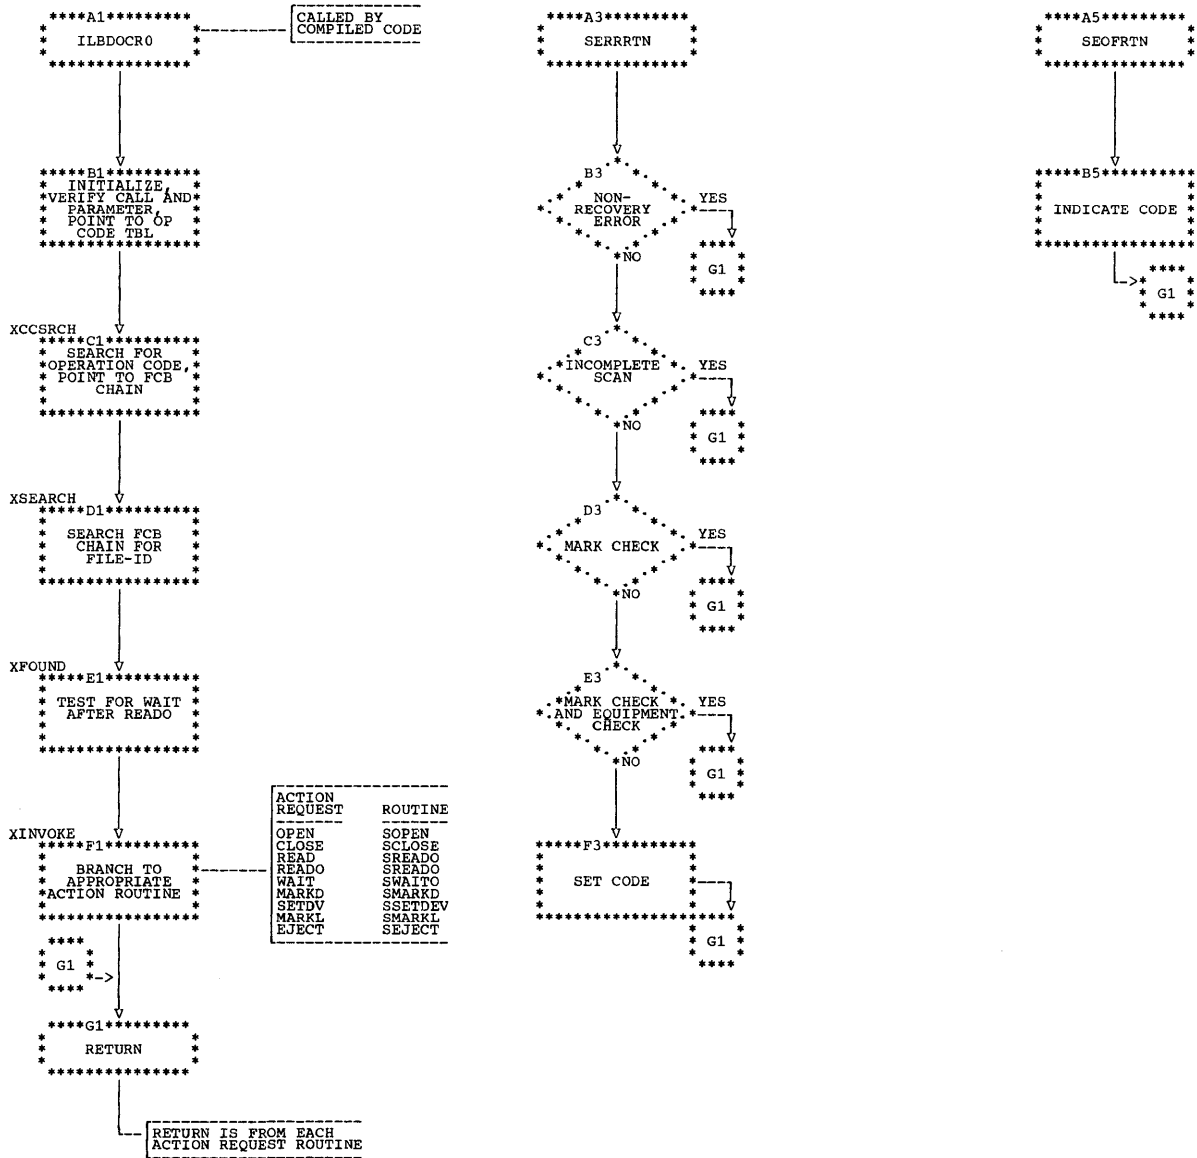 A1
ILBDOCR0
CALLED BY
COMPILED CODE
B1
INITIALIZE,
VERIFY CALL AND
PARAMETER,
POINT TO OP
CODE TBL
XCCSRCH
C1
SEARCH FOR
OPERATION CODE,
POINT TO FCB
CHAIN
XSEARCH
D1
SEARCH FCB
CHAIN FOR
FILE-ID
XFOUND
E1
TEST FOR WAIT
AFTER READO
XINVOKE
F1
BRANCH TO
APPROPRIATE
ACTION ROUTINE
ACTION
REQUEST ROUTINE
OPEN SOPEN
CLOSE SCLOSE
READ SREADO
READO SREADO
WAIT SWAITO
MARKD SMARKD
SETDV SSETDEV
MARKL SMARKL
EJECT SEJECT
G1
G1
RETURN
RETURN IS FROM EACH
ACTION REQUEST ROUTINE
A3
SERRRTN
B3
NON-
RECOVERY
ERROR
YES
G1
NO
C3
INCOMPLETE
SCAN
YES
G1
NO
D3
MARK CHECK
YES
G1
NO
E3
MARK CHECK
AND EQUIPMENT
CHECK
YES
G1
NO
F3
SET CODE
G1
A5
SEOFRTN
B5
INDICATE CODE
G1